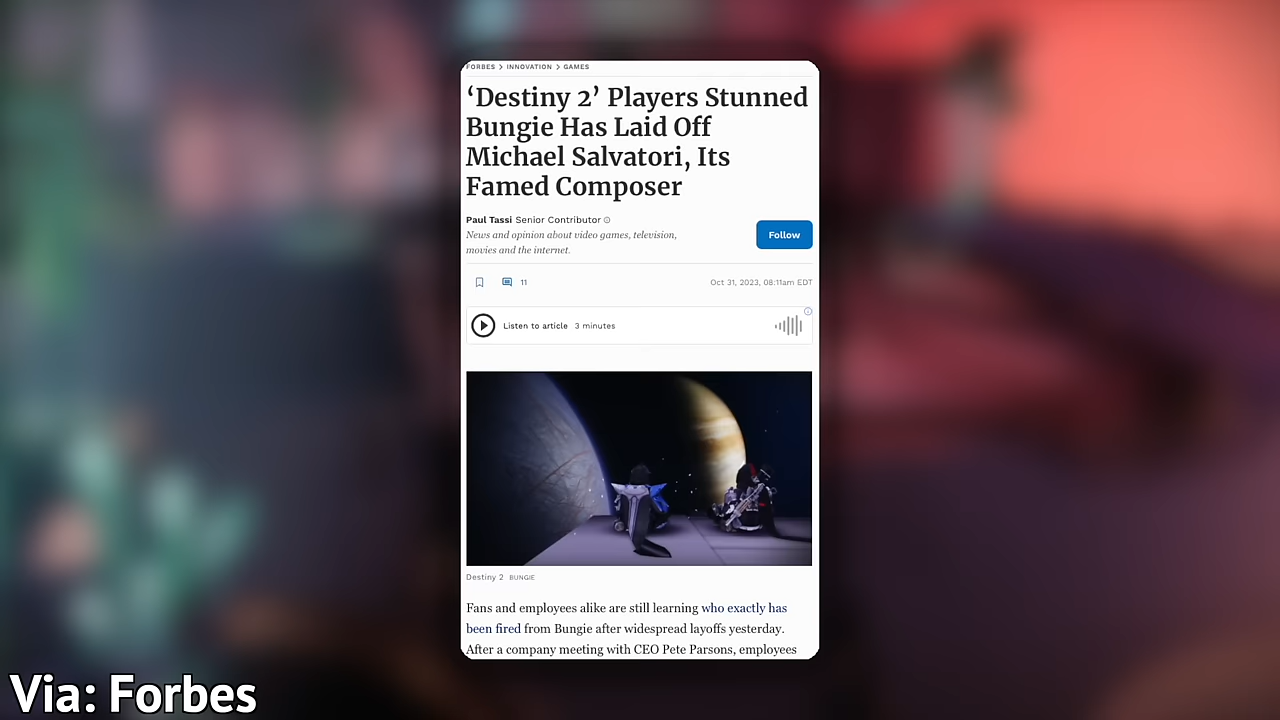 FORBES > INNOVATION > GAMES
‘Destiny 2’ Players Stunned
Bungie Has Laid Off
Michael Salvatori, Its
Famed Composer
Paul Tassi Senior Contributor
News and opinion about video games, television,
movies and the internet.
Follow
11
Oct 31, 2023, 08:11am EDT
Listen to article 3 minutes
Destiny 2 BUNGIE
Fans and employees alike are still learning who exactly has
been fired from Bungie after widespread layoffs yesterday.
After a company meeting with CEO Pete Parsons, employees
Via: Forbes